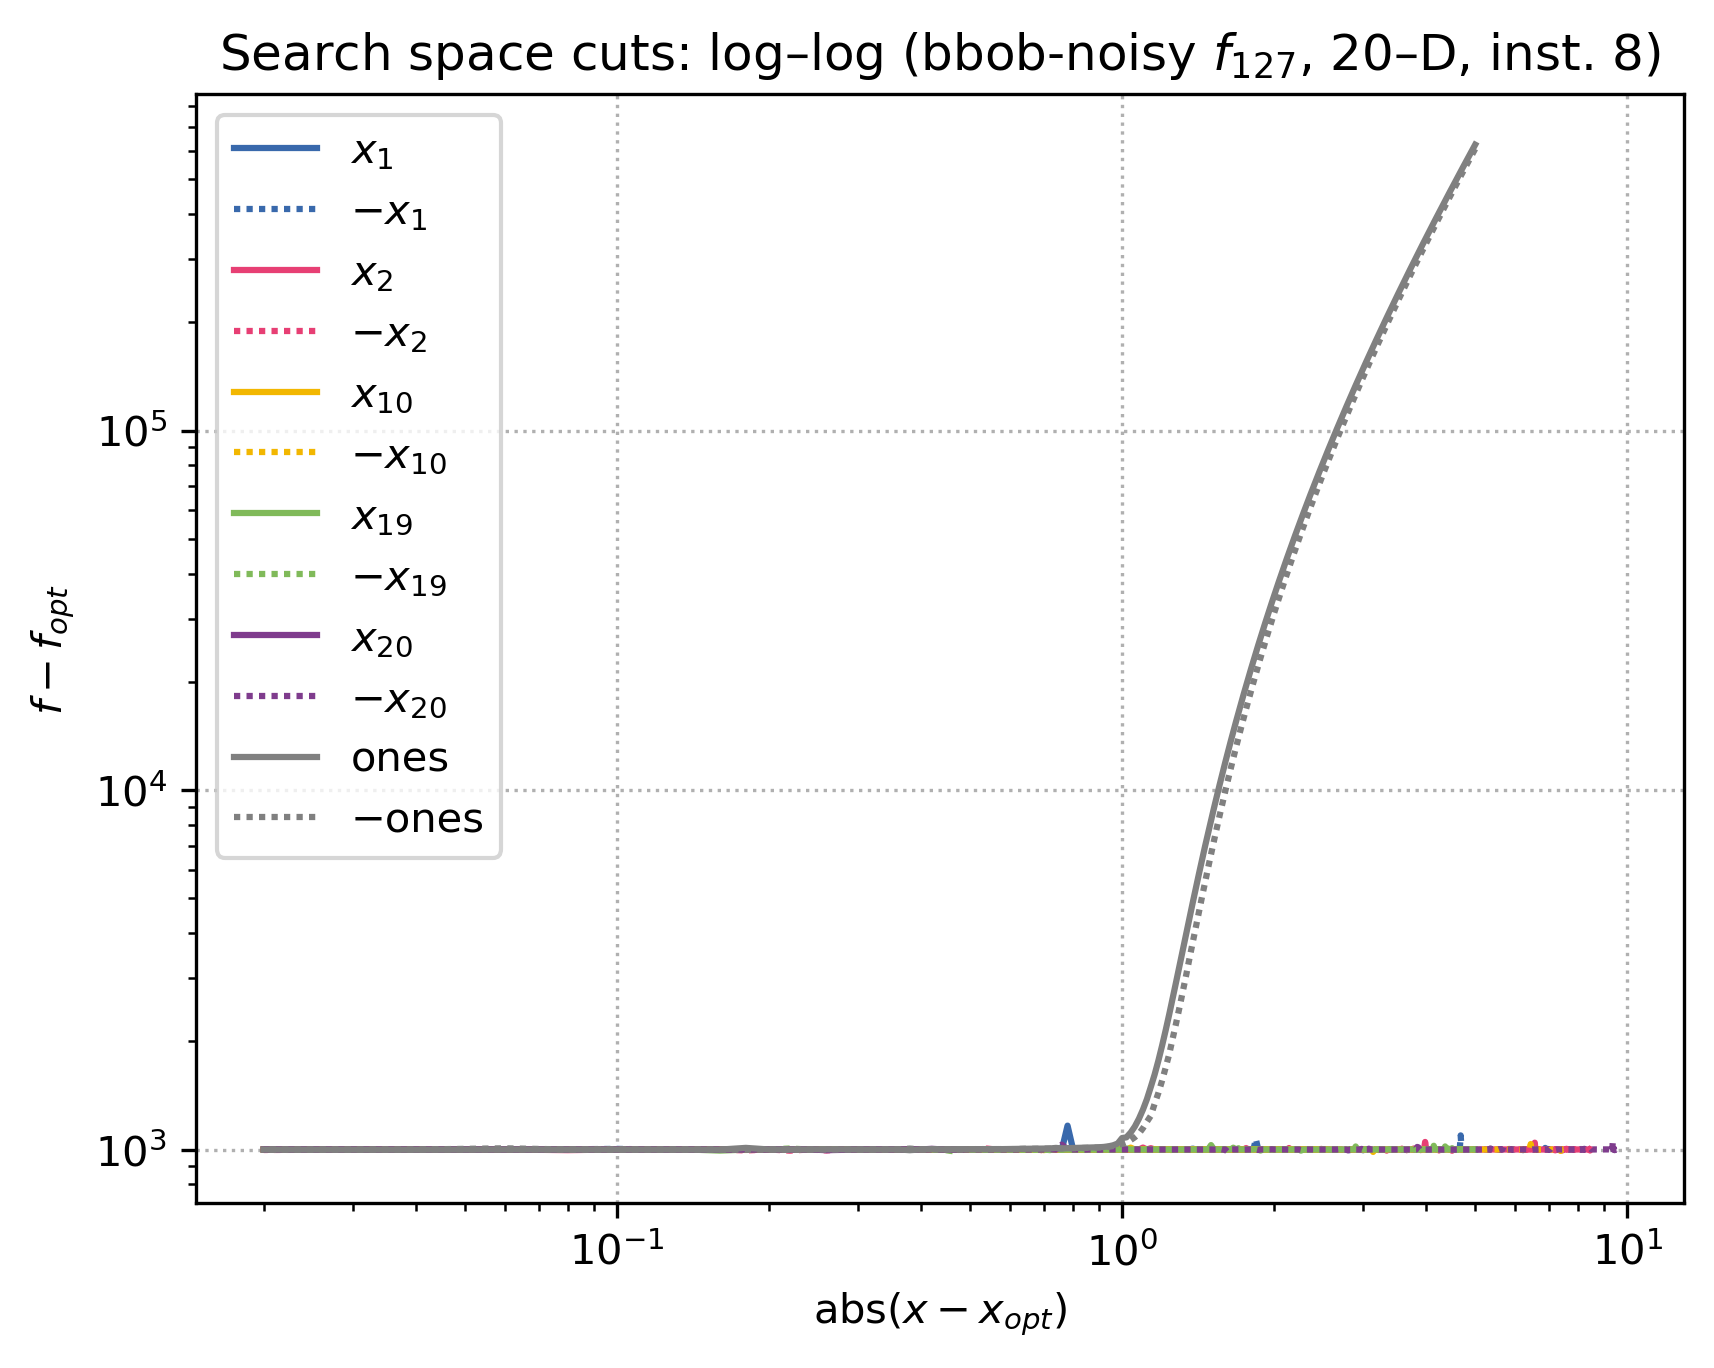 Search space cuts: log–log (bbob-noisy f127, 20–D, inst. 8)
x1
−x1
x2
−x2
x10
−x10
x19
−x19
x20
−x20
ones
−ones
10^5
10^4
10^3
f − fopt
10^−1
10^0
10^1
abs(x − xopt)